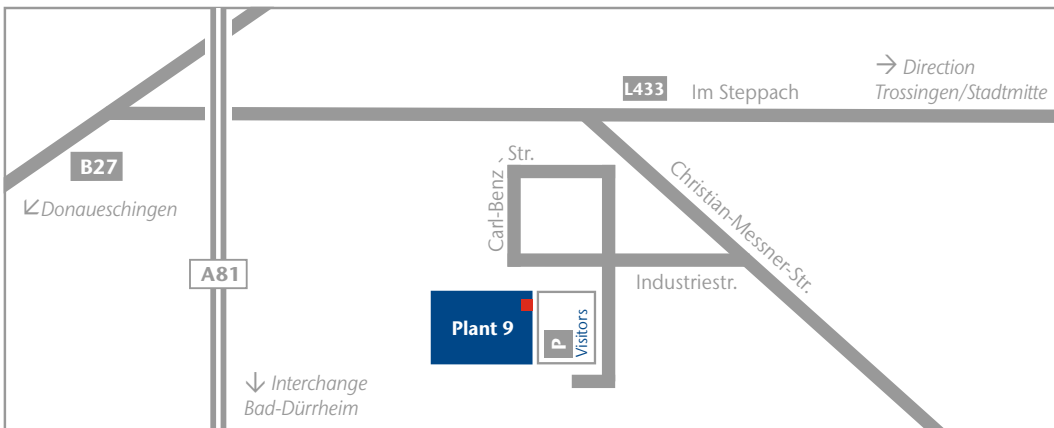 → Direction
Trossingen/Stadtmitte
L433
Im Steppach
B27
↙Donaueschingen
Carl-Benz - Str.
Christian-Messner-Str.
A81
Industriestr.
Plant 9
P
Visitors
↓ Interchange
Bad-Dürrheim